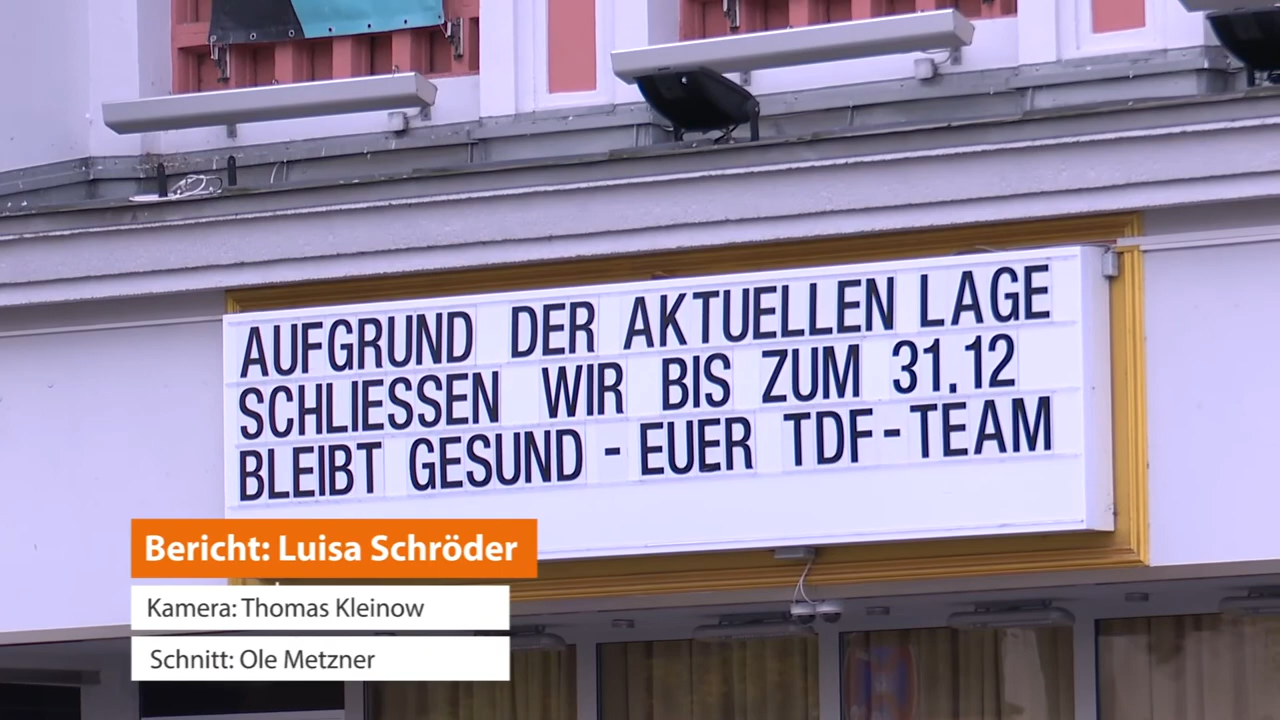 AUFGRUND DER AKTUELLEN LAGE
SCHLIESSEN WIR BIS ZUM 31.12
BLEIBT GESUND - EUER TDF-TEAM
Bericht: Luisa Schröder
Kamera: Thomas Kleinow
Schnitt: Ole Metzner